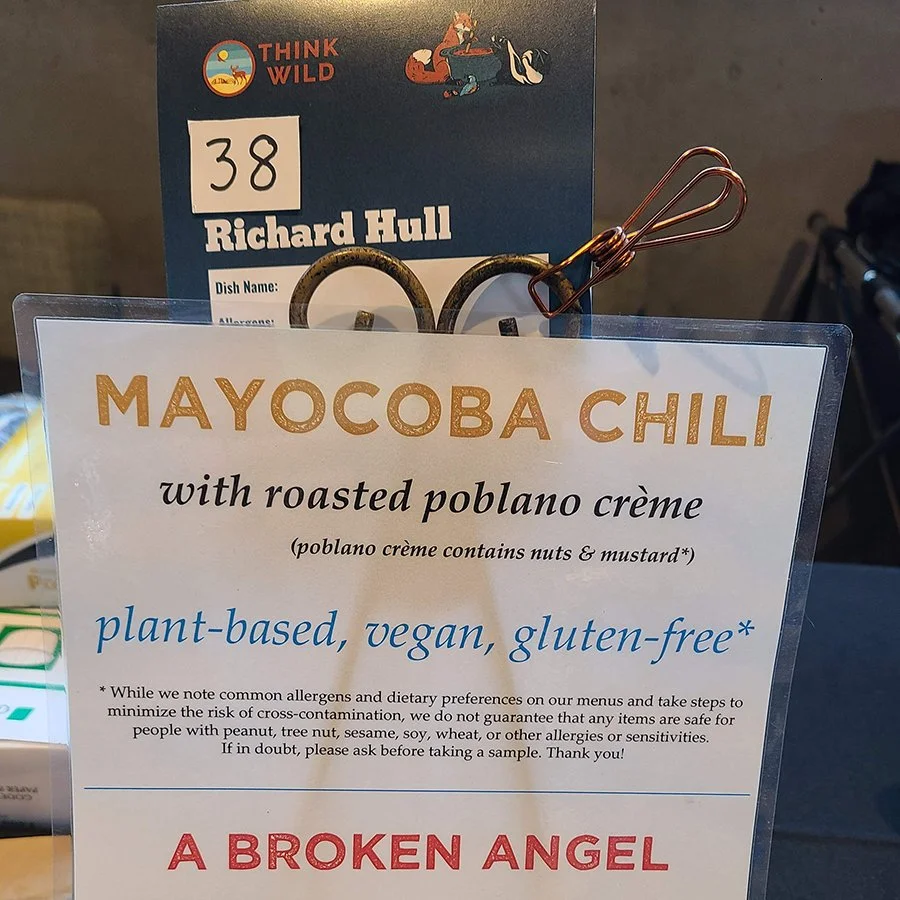 THINK
WILD
38
Richard Hull
Dish Name:
Allergens:
MAYOCOBA CHILI
with roasted poblano crème
(poblano crème contains nuts & mustard*)
plant-based, vegan, gluten-free*
* While we note common allergens and dietary preferences on our menus and take steps to
minimize the risk of cross-contamination, we do not guarantee that any items are safe for
people with peanut, tree nut, sesame, soy, wheat, or other allergies or sensitivities.
If in doubt, please ask before taking a sample. Thank you!
A BROKEN ANGEL